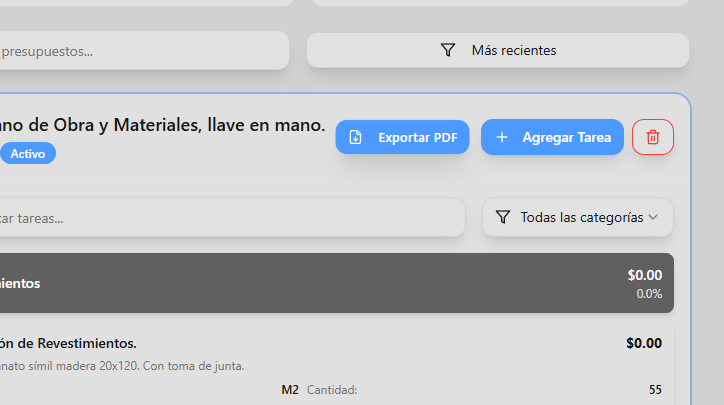 presupuestos...
Más recientes
no de Obra y Materiales, llave en mano.
Exportar PDF
Agregar Tarea
Activo
car tareas...
Todas las categorías
ientos
$0.00
0.0%
ón de Revestimientos.
$0.00
nato símil madera 20x120. Con toma de junta.
M2 Cantidad:
55